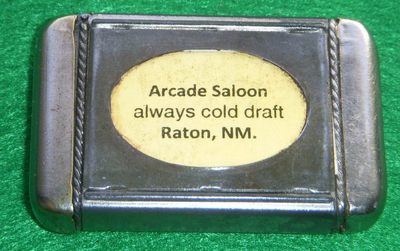 Arcade Saloon
always cold draft
Raton, NM.